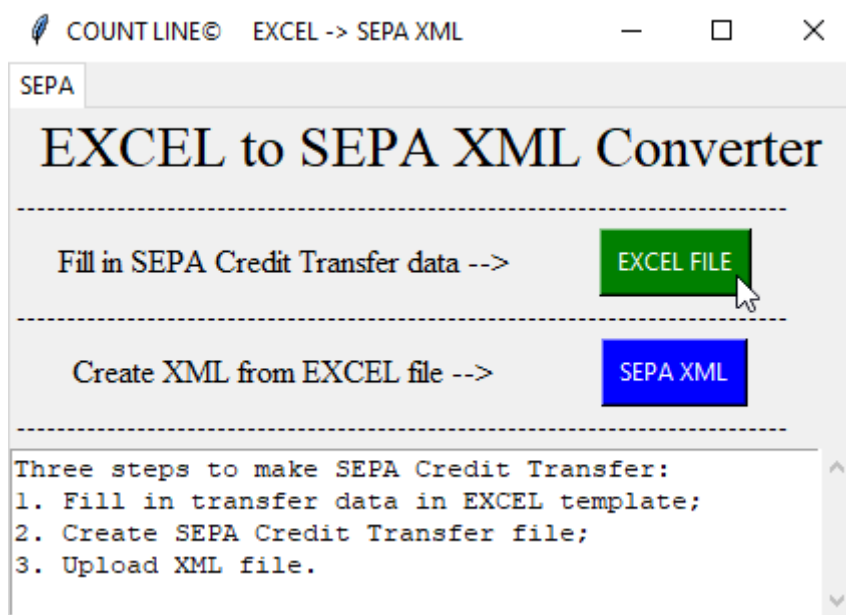 COUNT LINE© EXCEL -> SEPA XML
SEPA
EXCEL to SEPA XML Converter
--------------------------------------------------------------------------------
Fill in SEPA Credit Transfer data --> EXCEL FILE
--------------------------------------------------------------------------------
Create XML from EXCEL file --> SEPA XML
--------------------------------------------------------------------------------
Three steps to make SEPA Credit Transfer:
1. Fill in transfer data in EXCEL template;
2. Create SEPA Credit Transfer file;
3. Upload XML file.